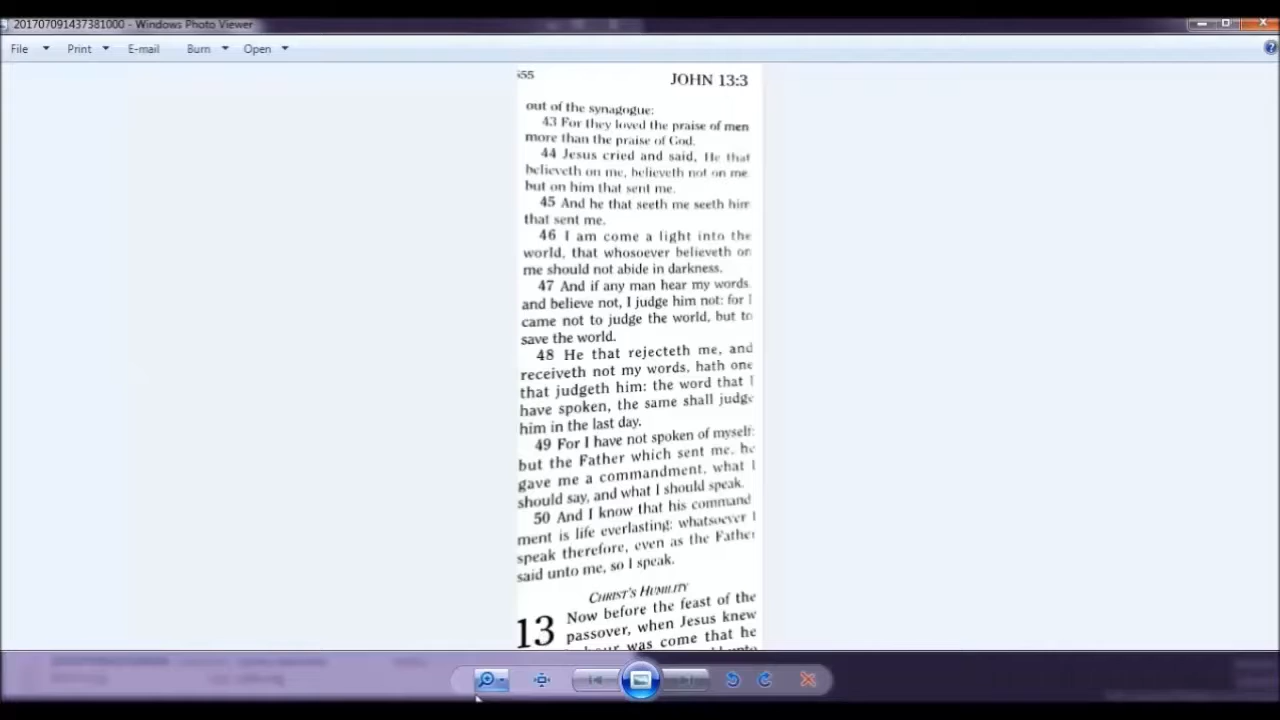 201707091437381000 - Windows Photo Viewer
File Print E-mail Burn Open
JOHN 13:3
out of the synagogue:
43 For they loved the praise of men
more than the praise of God.
44 Jesus cried and said, He that
believeth on me, believeth not on me
but on him that sent me.
45 And he that seeth me seeth him
that sent me.
46 I am come a light into the
world, that whosoever believeth on
me should not abide in darkness.
47 And if any man hear my words
and believe not, I judge him not: for I
came not to judge the world, but to
save the world.
48 He that rejecteth me, and
receiveth not my words, hath one
that judgeth him: the word that I
have spoken, the same shall judge
him in the last day.
49 For I have not spoken of myself;
but the Father which sent me, he
gave me a commandment, what I
should say, and what I should speak.
50 And I know that his command
ment is life everlasting: whatsoever I
speak therefore, even as the Father
said unto me, so I speak.
CHRIST'S HUMILITY
13 Now before the feast of the
passover, when Jesus knew
hour was come that he